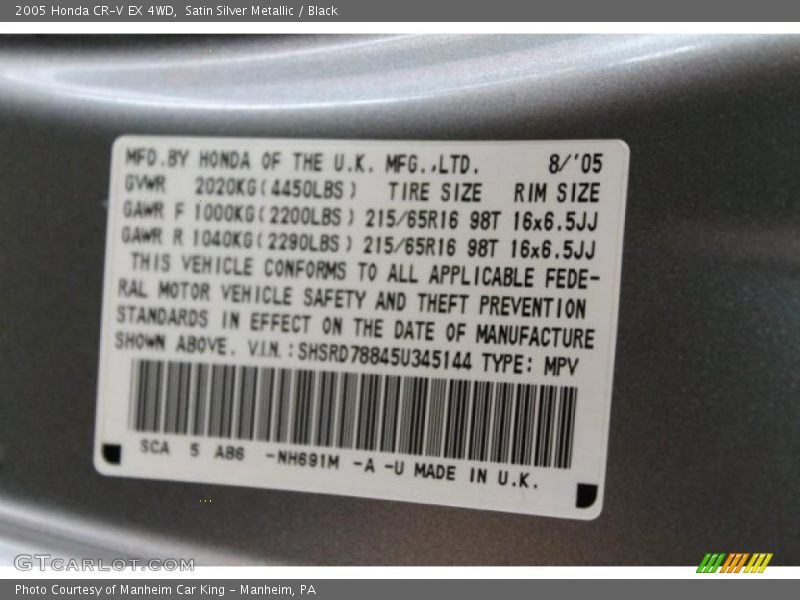 2005 Honda CR-V EX 4WD, Satin Silver Metallic / Black
MFD.BY HONDA OF THE U.K. MFG.,LTD. 8/'05
GVWR 2020KG(4450LBS) TIRE SIZE RIM SIZE
GAWR F 1000KG(2200LBS) 215/65R16 98T 16x6.5JJ
GAWR R 1040KG(2290LBS) 215/65R16 98T 16x6.5JJ
THIS VEHICLE CONFORMS TO ALL APPLICABLE FEDE-
RAL MOTOR VEHICLE SAFETY AND THEFT PREVENTION
STANDARDS IN EFFECT ON THE DATE OF MANUFACTURE
SHOWN ABOVE. V.I.N.:SHSRD78845U345144 TYPE: MPV
SCA 5 AB6 -NH691M -A -U MADE IN U.K.
GTCARLOT.COM
Photo Courtesy of Manheim Car King - Manheim, PA